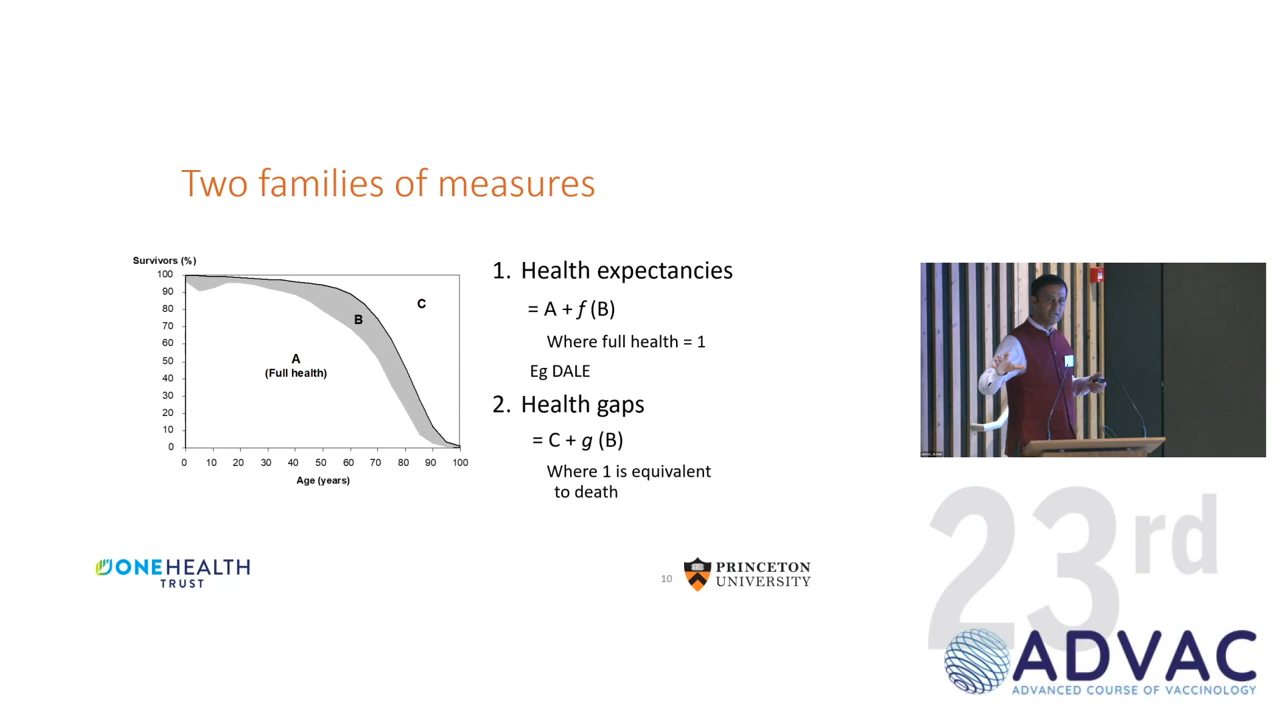 Two families of measures
Survivors (%)
100
90
80
70
60
50
40
30
20
10
0
0 10 20 30 40 50 60 70 80 90 100
Age (years)
A
(Full health)
B
C
1. Health expectancies
= A + f (B)
Where full health = 1
Eg DALE
2. Health gaps
= C + g (B)
Where 1 is equivalent
to death
ONEHEALTH
TRUST
10
PRINCETON
UNIVERSITY
23rd
ADVAC
ADVANCED COURSE OF VACCINOLOGY